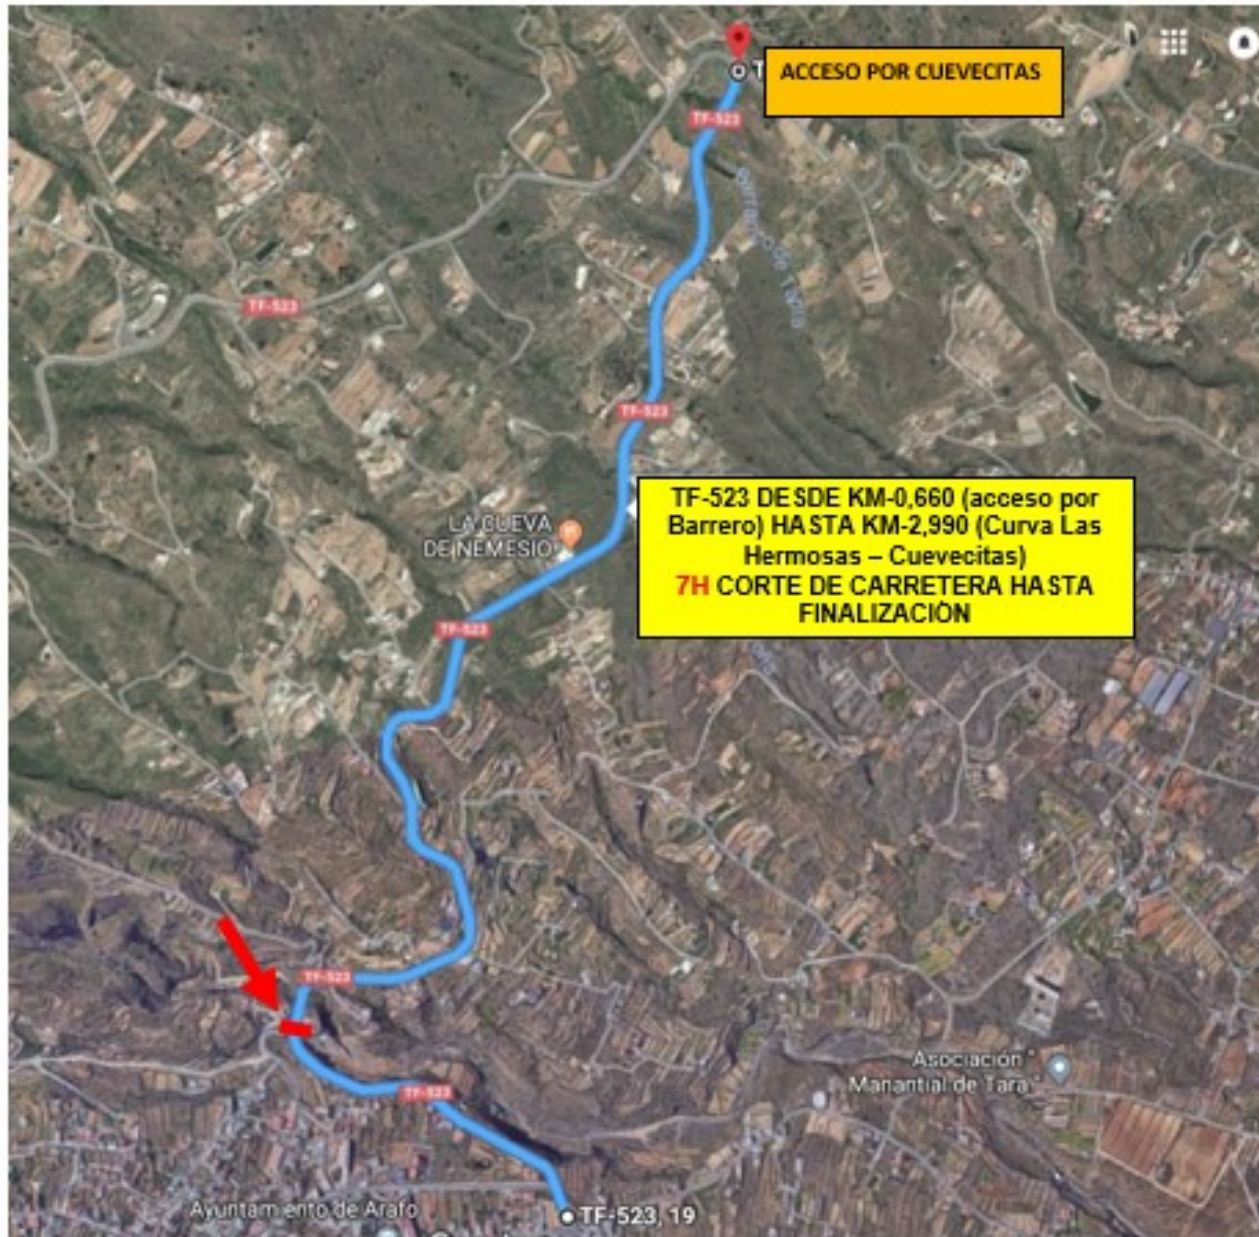 ACCESO POR CUEVECITAS
TF-523
TF-523
TF-523
TF-523 DESDE KM-0,660 (acceso por
Barrero) HASTA KM-2,990 (Curva Las
Hermosas – Cuevecitas)
7H CORTE DE CARRETERA HASTA
FINALIZACIÒN
LA CUEVA
DE NEMESIO
TF-523
TF-523
TF-523
Asociación "
Manantial de Tara "
Ayuntamiento de Arafo
TF-523, 19